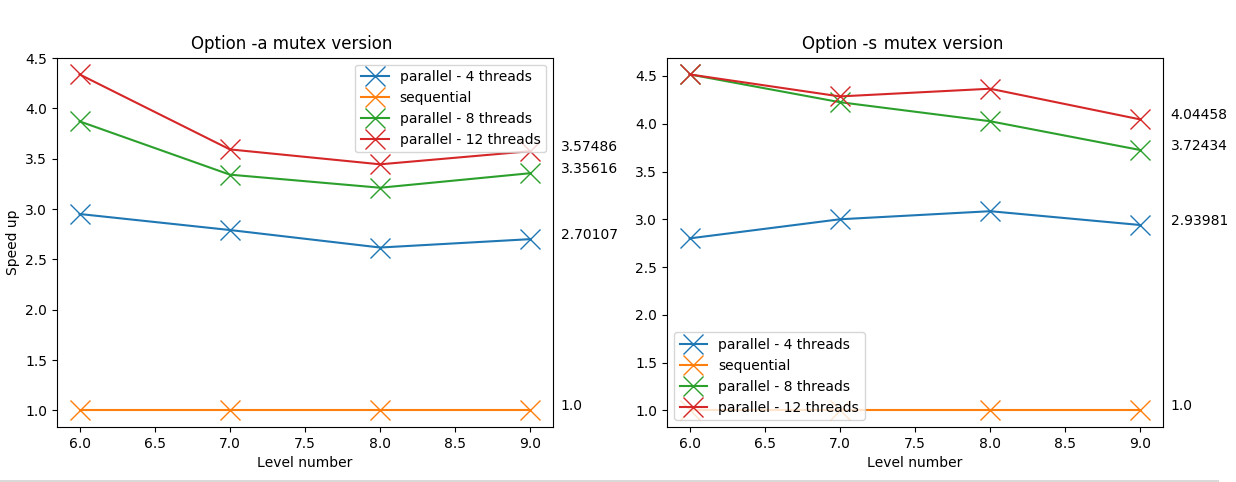 Option -a mutex version
Speed up
4.5
4.0
3.5
3.0
2.5
2.0
1.5
1.0
parallel - 4 threads
sequential
parallel - 8 threads
parallel - 12 threads
3.57486
3.35616
2.70107
1.0
6.0 6.5 7.0 7.5 8.0 8.5 9.0
Level number
Option -s mutex version
4.5
4.0
3.5
3.0
2.5
2.0
1.5
1.0
4.04458
3.72434
2.93981
1.0
parallel - 4 threads
sequential
parallel - 8 threads
parallel - 12 threads
6.0 6.5 7.0 7.5 8.0 8.5 9.0
Level number